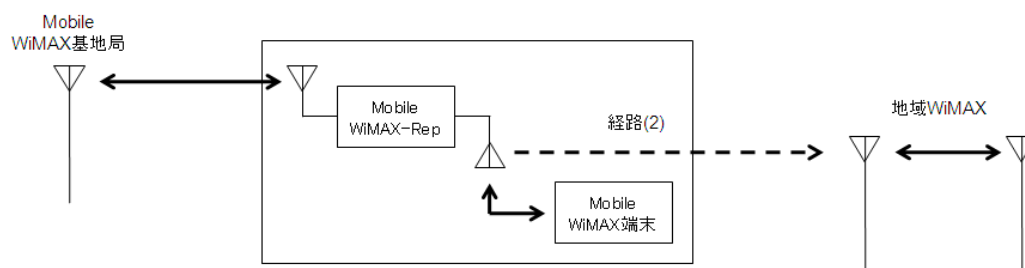 Mobile
WiMAX基地局
Mobile
WiMAX-Rep
経路(2)
地域WiMAX
Mobile
WiMAX端末